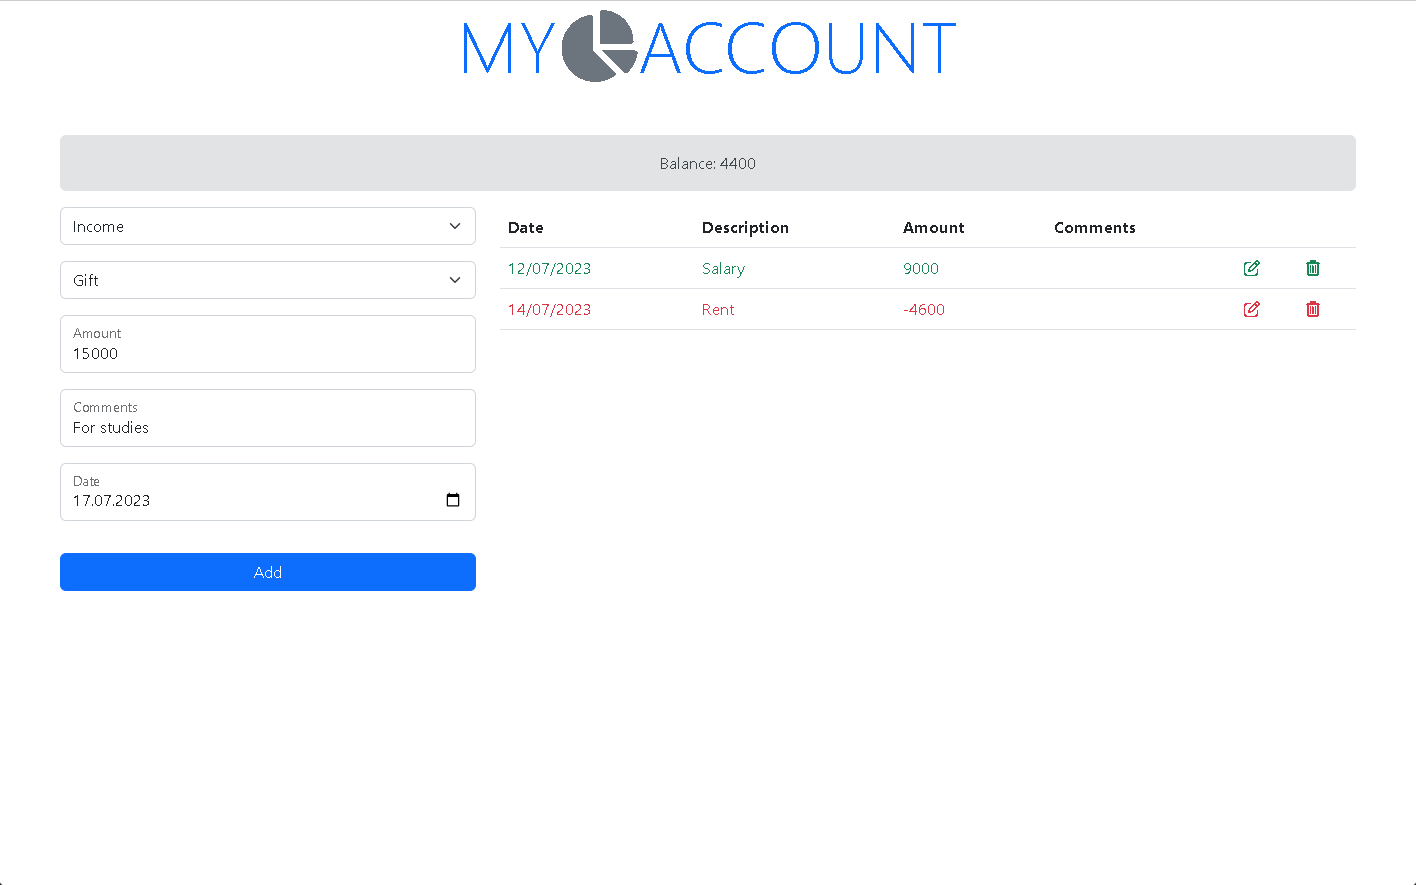 MY ACCOUNT
Balance: 4400
Income
Gift
Amount
15000
Comments
For studies
Date
17.07.2023
Add
Date Description Amount Comments
12/07/2023 Salary 9000
14/07/2023 Rent -4600